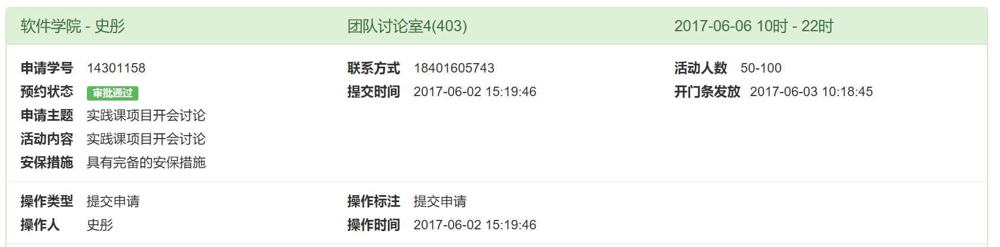 软件学院 - 史彤 团队讨论室4(403) 2017-06-06 10时 - 22时
申请学号 14301158 联系方式 18401605743 活动人数 50-100
预约状态 审批通过 提交时间 2017-06-02 15:19:46 开门条发放 2017-06-03 10:18:45
申请主题 实践课项目开会讨论
活动内容 实践课项目开会讨论
安保措施 具有完备的安保措施
操作类型 提交申请 操作标注 提交申请
操作人 史彤 操作时间 2017-06-02 15:19:46